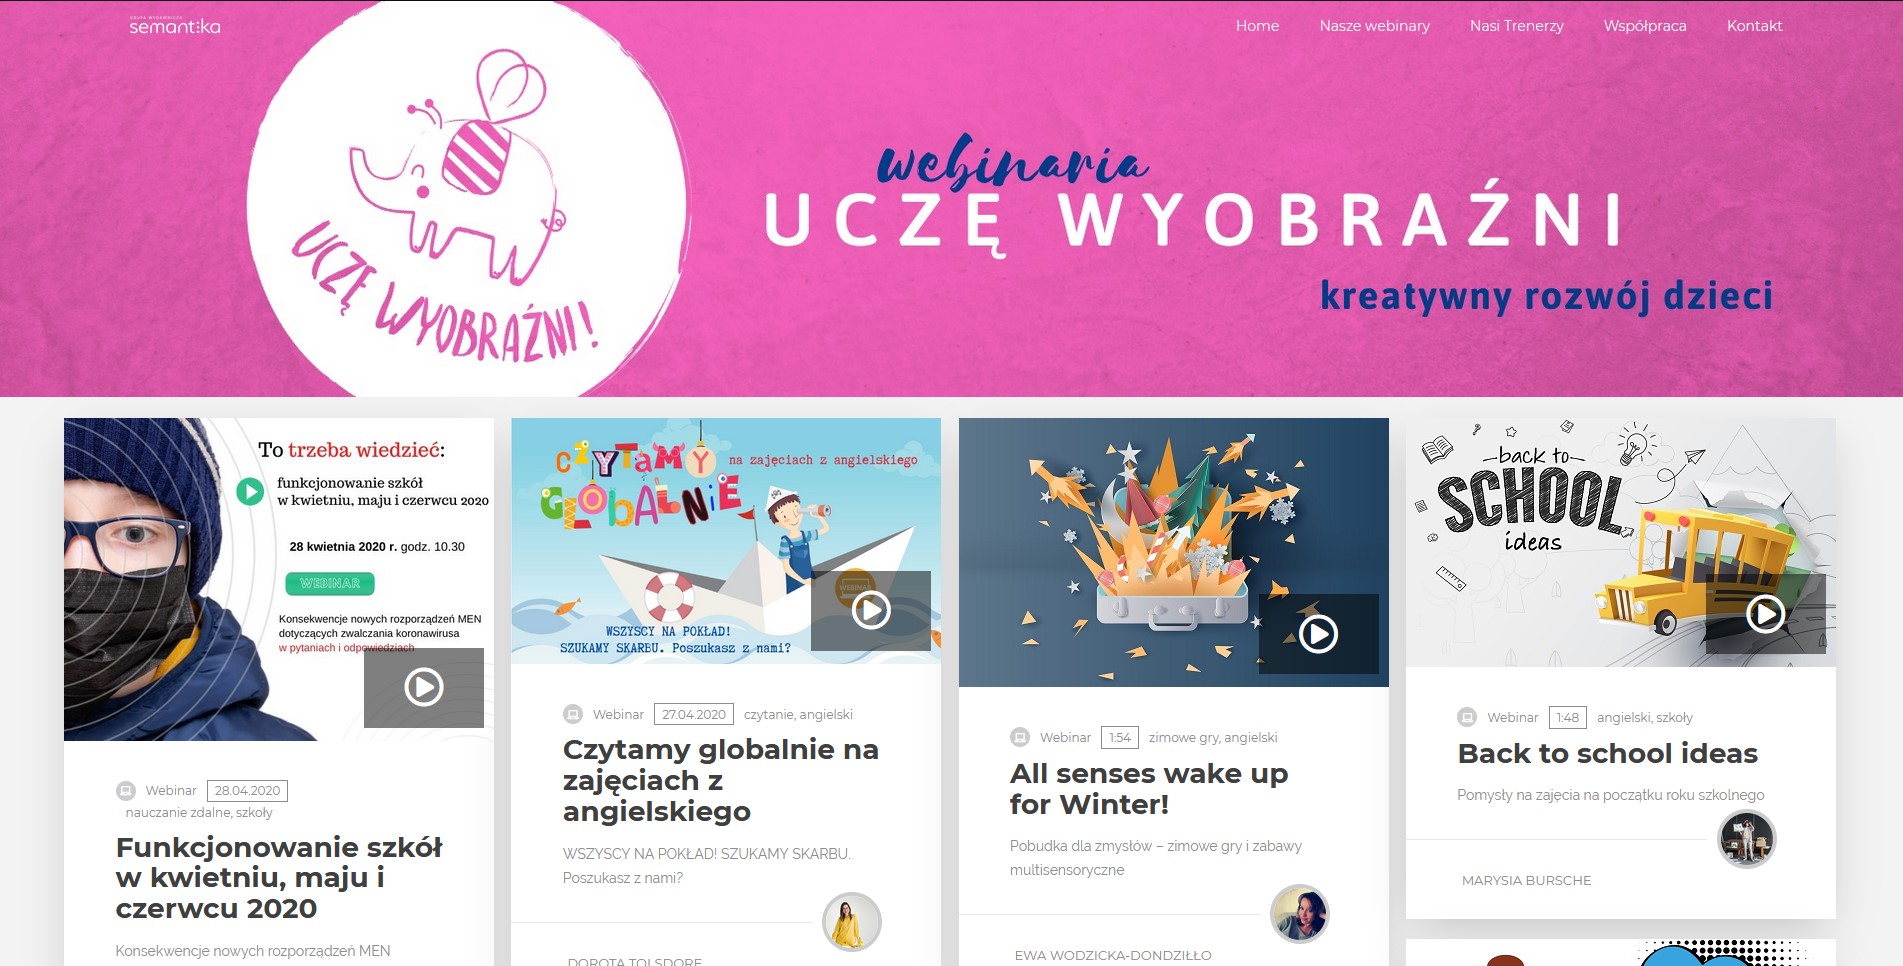 GRUPA WYDAWNICZA
semantika
Home
Nasze webinary
Nasi Trenerzy
Współpraca
Kontakt
UCZĘ WYOBRAŹNI!
webinaria
UCZĘ WYOBRAŹNI
kreatywny rozwój dzieci
To trzeba wiedzieć:
funkcjonowanie szkół
w kwietniu, maju i czerwcu 2020
28 kwietnia 2020 r. godz. 10.30
WEBINAR
Konsekwencje nowych rozporządzeń MEN
dotyczących zwalczania koronawirusa
w pytaniach i odpowiedziach
Webinar 28.04.2020
nauczanie zdalne, szkoły
Funkcjonowanie szkół
w kwietniu, maju i
czerwcu 2020
Konsekwencje nowych rozporządzeń MEN
CZYTAMY na zajęciach z angielskiego
GLOBALNIE
WEBINAR
WSZYSCY NA POKŁAD!
SZUKAMY SKARBU. Poszukasz z nami?
Webinar 27.04.2020 czytanie, angielski
Czytamy globalnie na
zajęciach z
angielskiego
WSZYSCY NA POKŁAD! SZUKAMY SKARBU.
Poszukasz z nami?
DOROTA TOLSDORF
Webinar 1:54 zimowe gry, angielski
All senses wake up
for Winter!
Pobudka dla zmysłów – zimowe gry i zabawy
multisensoryczne
EWA WODZICKA-DONDZIŁŁO
back to
SCHOOL
ideas
Webinar 1:48 angielski, szkoły
Back to school ideas
Pomysły na zajęcia na początku roku szkolnego
MARYSIA BURSCHE